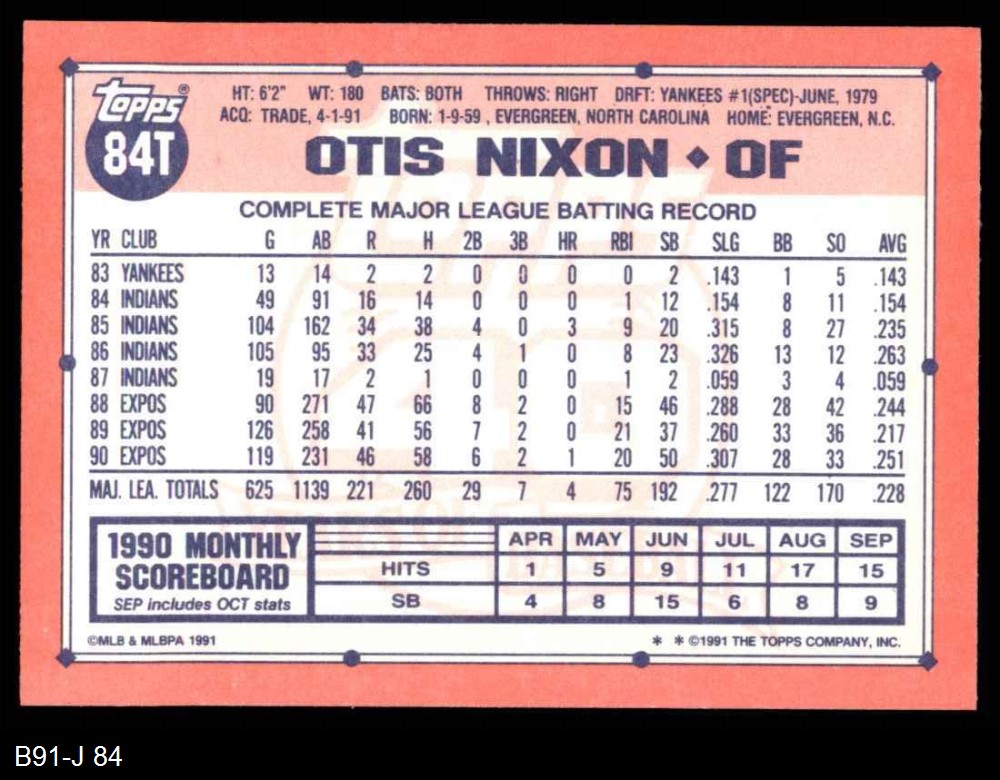 topps®
84T
HT: 6'2" WT: 180 BATS: BOTH THROWS: RIGHT DRFT: YANKEES #1(SPEC)-JUNE, 1979
ACQ: TRADE, 4-1-91 BORN: 1-9-59 , EVERGREEN, NORTH CAROLINA HOME: EVERGREEN, N.C.
OTIS NIXON ◆ OF
COMPLETE MAJOR LEAGUE BATTING RECORD
YR CLUB G AB R H 2B 3B HR RBI SB SLG BB SO AVG
83 YANKEES 13 14 2 2 0 0 0 0 2 .143 1 5 .143
84 INDIANS 49 91 16 14 0 0 0 1 12 .154 8 11 .154
85 INDIANS 104 162 34 38 4 0 3 9 20 .315 8 27 .235
86 INDIANS 105 95 33 25 4 1 0 8 23 .326 13 12 .263
87 INDIANS 19 17 2 1 0 0 0 1 2 .059 3 4 .059
88 EXPOS 90 271 47 66 8 2 0 15 46 .288 28 42 .244
89 EXPOS 126 258 41 56 7 2 0 21 37 .260 33 36 .217
90 EXPOS 119 231 46 58 6 2 1 20 50 .307 28 33 .251
MAJ. LEA. TOTALS 625 1139 221 260 29 7 4 75 192 .277 122 170 .228
1990 MONTHLY SCOREBOARD
SEP includes OCT stats
APR MAY JUN JUL AUG SEP
HITS 1 5 9 11 17 15
SB 4 8 15 6 8 9
©MLB & MLBPA 1991
* * ©1991 THE TOPPS COMPANY, INC.
B91-J 84